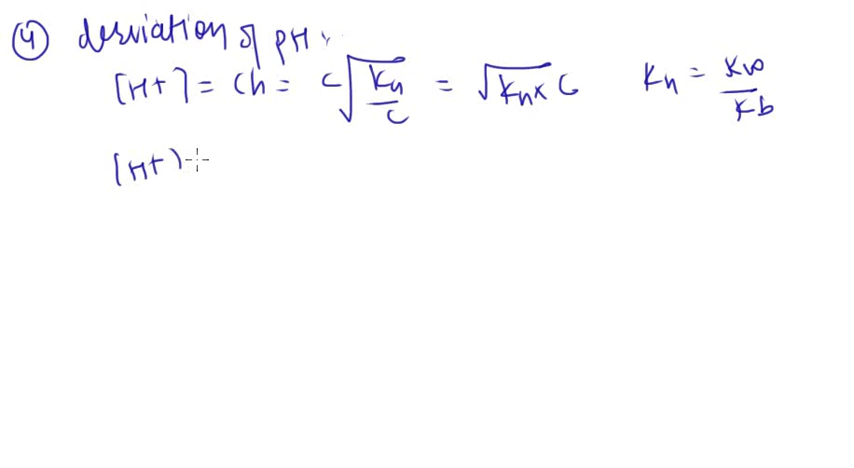 ④ derivation of PH,
[H+] = Ch = C√(Kh/C) = √Kh × C    Kh = Kw/Kb
[H+) -